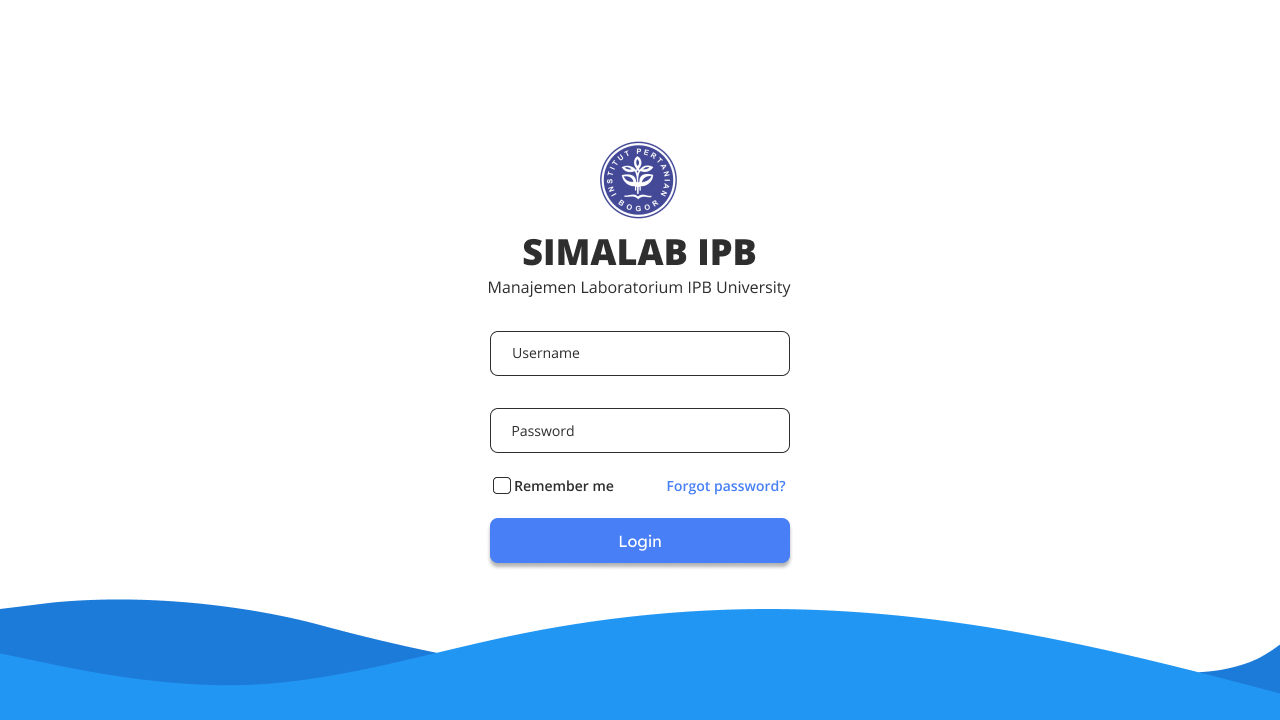 INSTITUT PERTANIAN
BOGOR
SIMALAB IPB
Manajemen Laboratorium IPB University
Username
Password
Remember me Forgot password?
Login